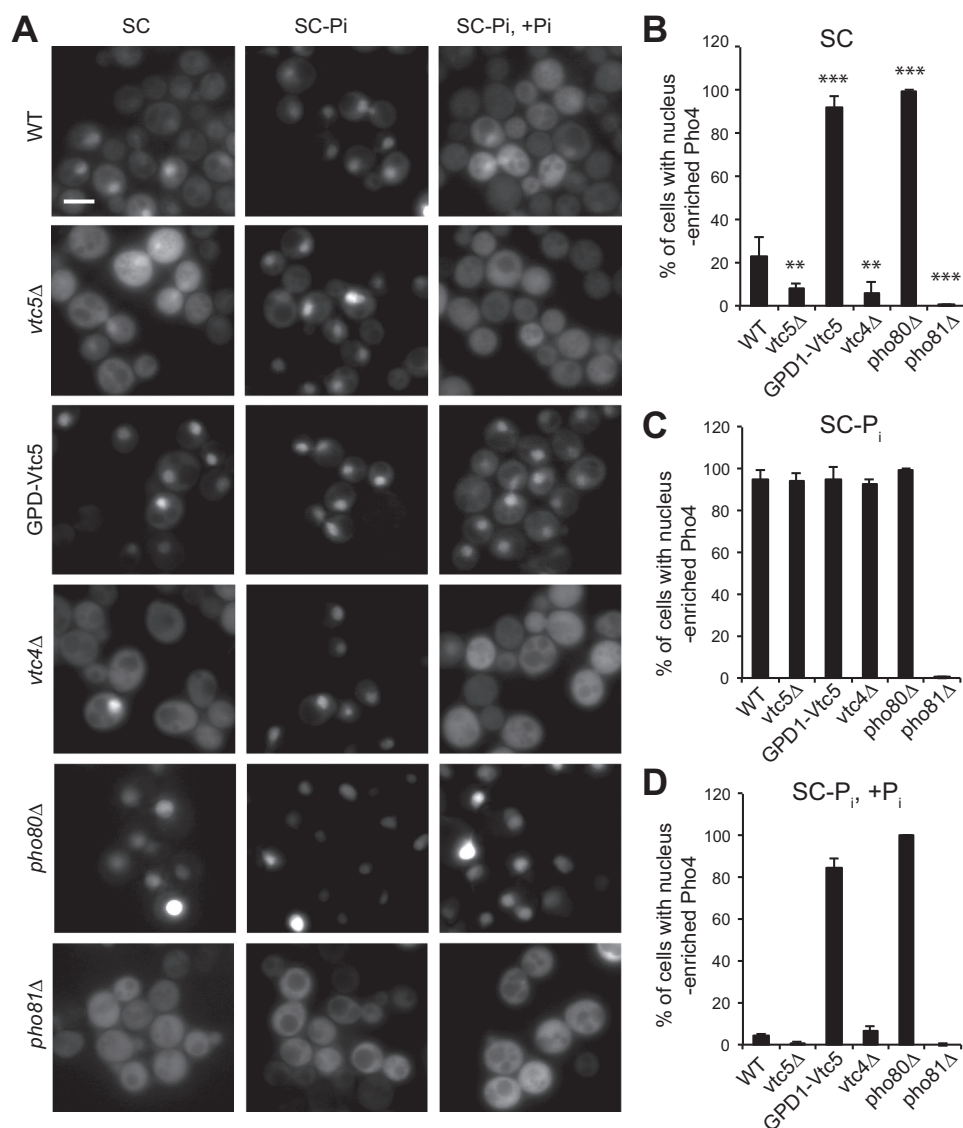 A
SC
SC-Pi
SC-Pi, +Pi
WT
vtc5Δ
GPD-Vtc5
vtc4Δ
pho80Δ
pho81Δ
B
SC
% of cells with nucleus
-enriched Pho4
120
100
80
60
40
20
0
**
***
**
***
***
WT
vtc5Δ
GPD1-Vtc5
vtc4Δ
pho80Δ
pho81Δ
C
SC-Pi
% of cells with nucleus
-enriched Pho4
120
100
80
60
40
20
0
WT
vtc5Δ
GPD1-Vtc5
vtc4Δ
pho80Δ
pho81Δ
D
SC-Pi, +Pi
% of cells with nucleus
-enriched Pho4
120
100
80
60
40
20
0
WT
vtc5Δ
GPD1-Vtc5
vtc4Δ
pho80Δ
pho81Δ